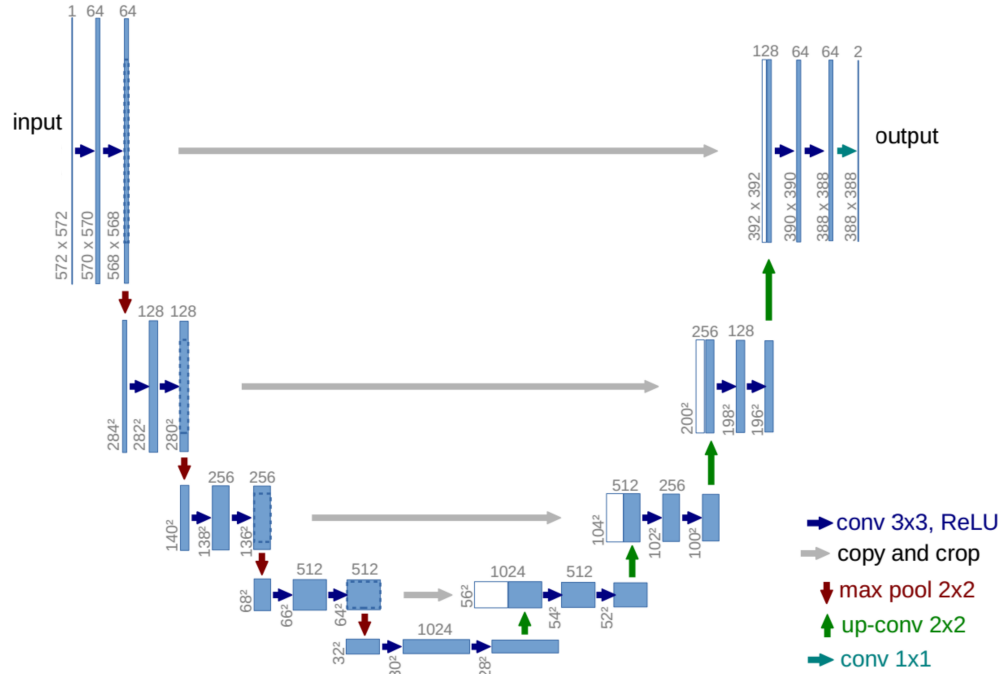 1 64 64
input
572 x 572
570 x 570
568 x 568
128 64 64 2
output
392 x 392
390 x 390
388 x 388
388 x 388
128 128
284²
282²
280²
256 128
200²
198²
196²
256 256
140²
138²
136²
512 256
104²
102²
100²
512 512
68²
66²
64²
1024 512
56²
54²
52²
1024
32²
conv 3x3, ReLU
copy and crop
max pool 2x2
up-conv 2x2
conv 1x1